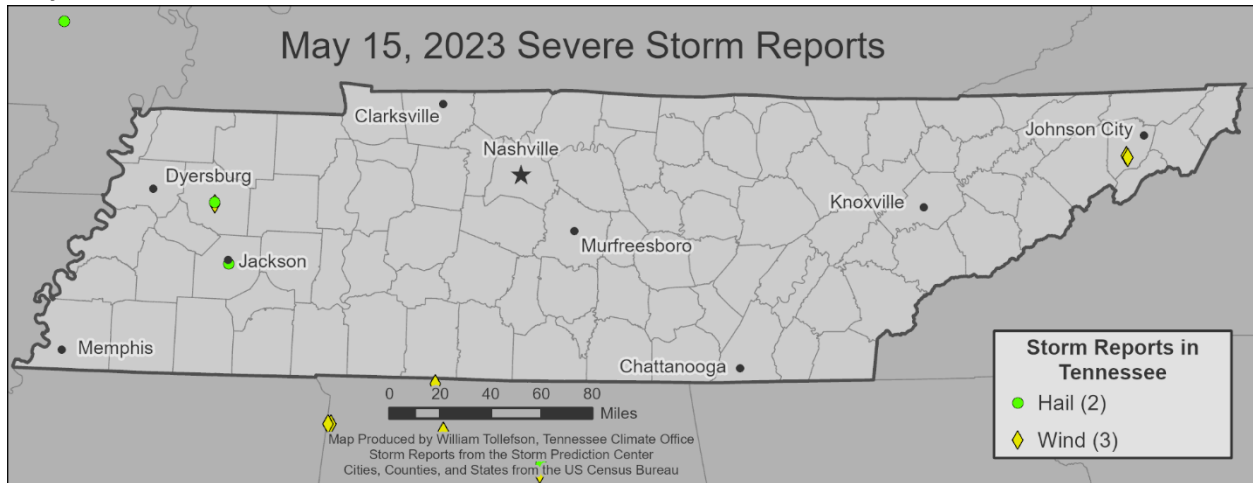 May 15, 2023 Severe Storm Reports
Clarksville
Johnson City
Nashville
Dyersburg
Knoxville
Murfreesboro
Jackson
Memphis
Chattanooga
Storm Reports in
Tennessee
Hail (2)
Wind (3)
0 20 40 60 80
Miles
Map Produced by William Tollefson, Tennessee Climate Office
Storm Reports from the Storm Prediction Center
Cities, Counties, and States from the US Census Bureau